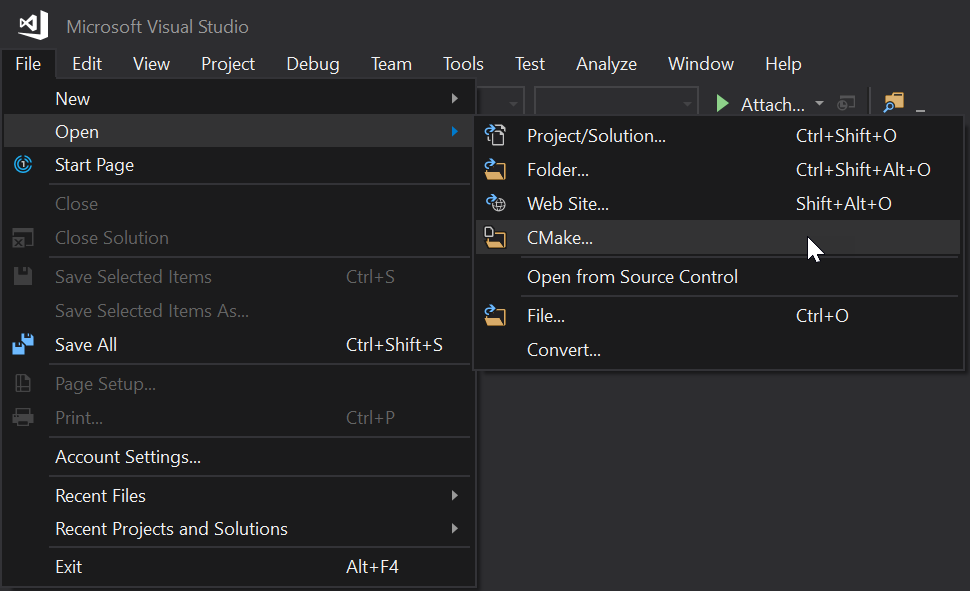 Microsoft Visual Studio
File Edit View Project Debug Team Tools Test Analyze Window Help
Attach...
New
Open
Start Page
Close
Close Solution
Save Selected Items Ctrl+S
Save Selected Items As...
Save All Ctrl+Shift+S
Page Setup...
Print... Ctrl+P
Account Settings...
Recent Files
Recent Projects and Solutions
Exit Alt+F4
Project/Solution... Ctrl+Shift+O
Folder... Ctrl+Shift+Alt+O
Web Site... Shift+Alt+O
CMake...
Open from Source Control
File... Ctrl+O
Convert...